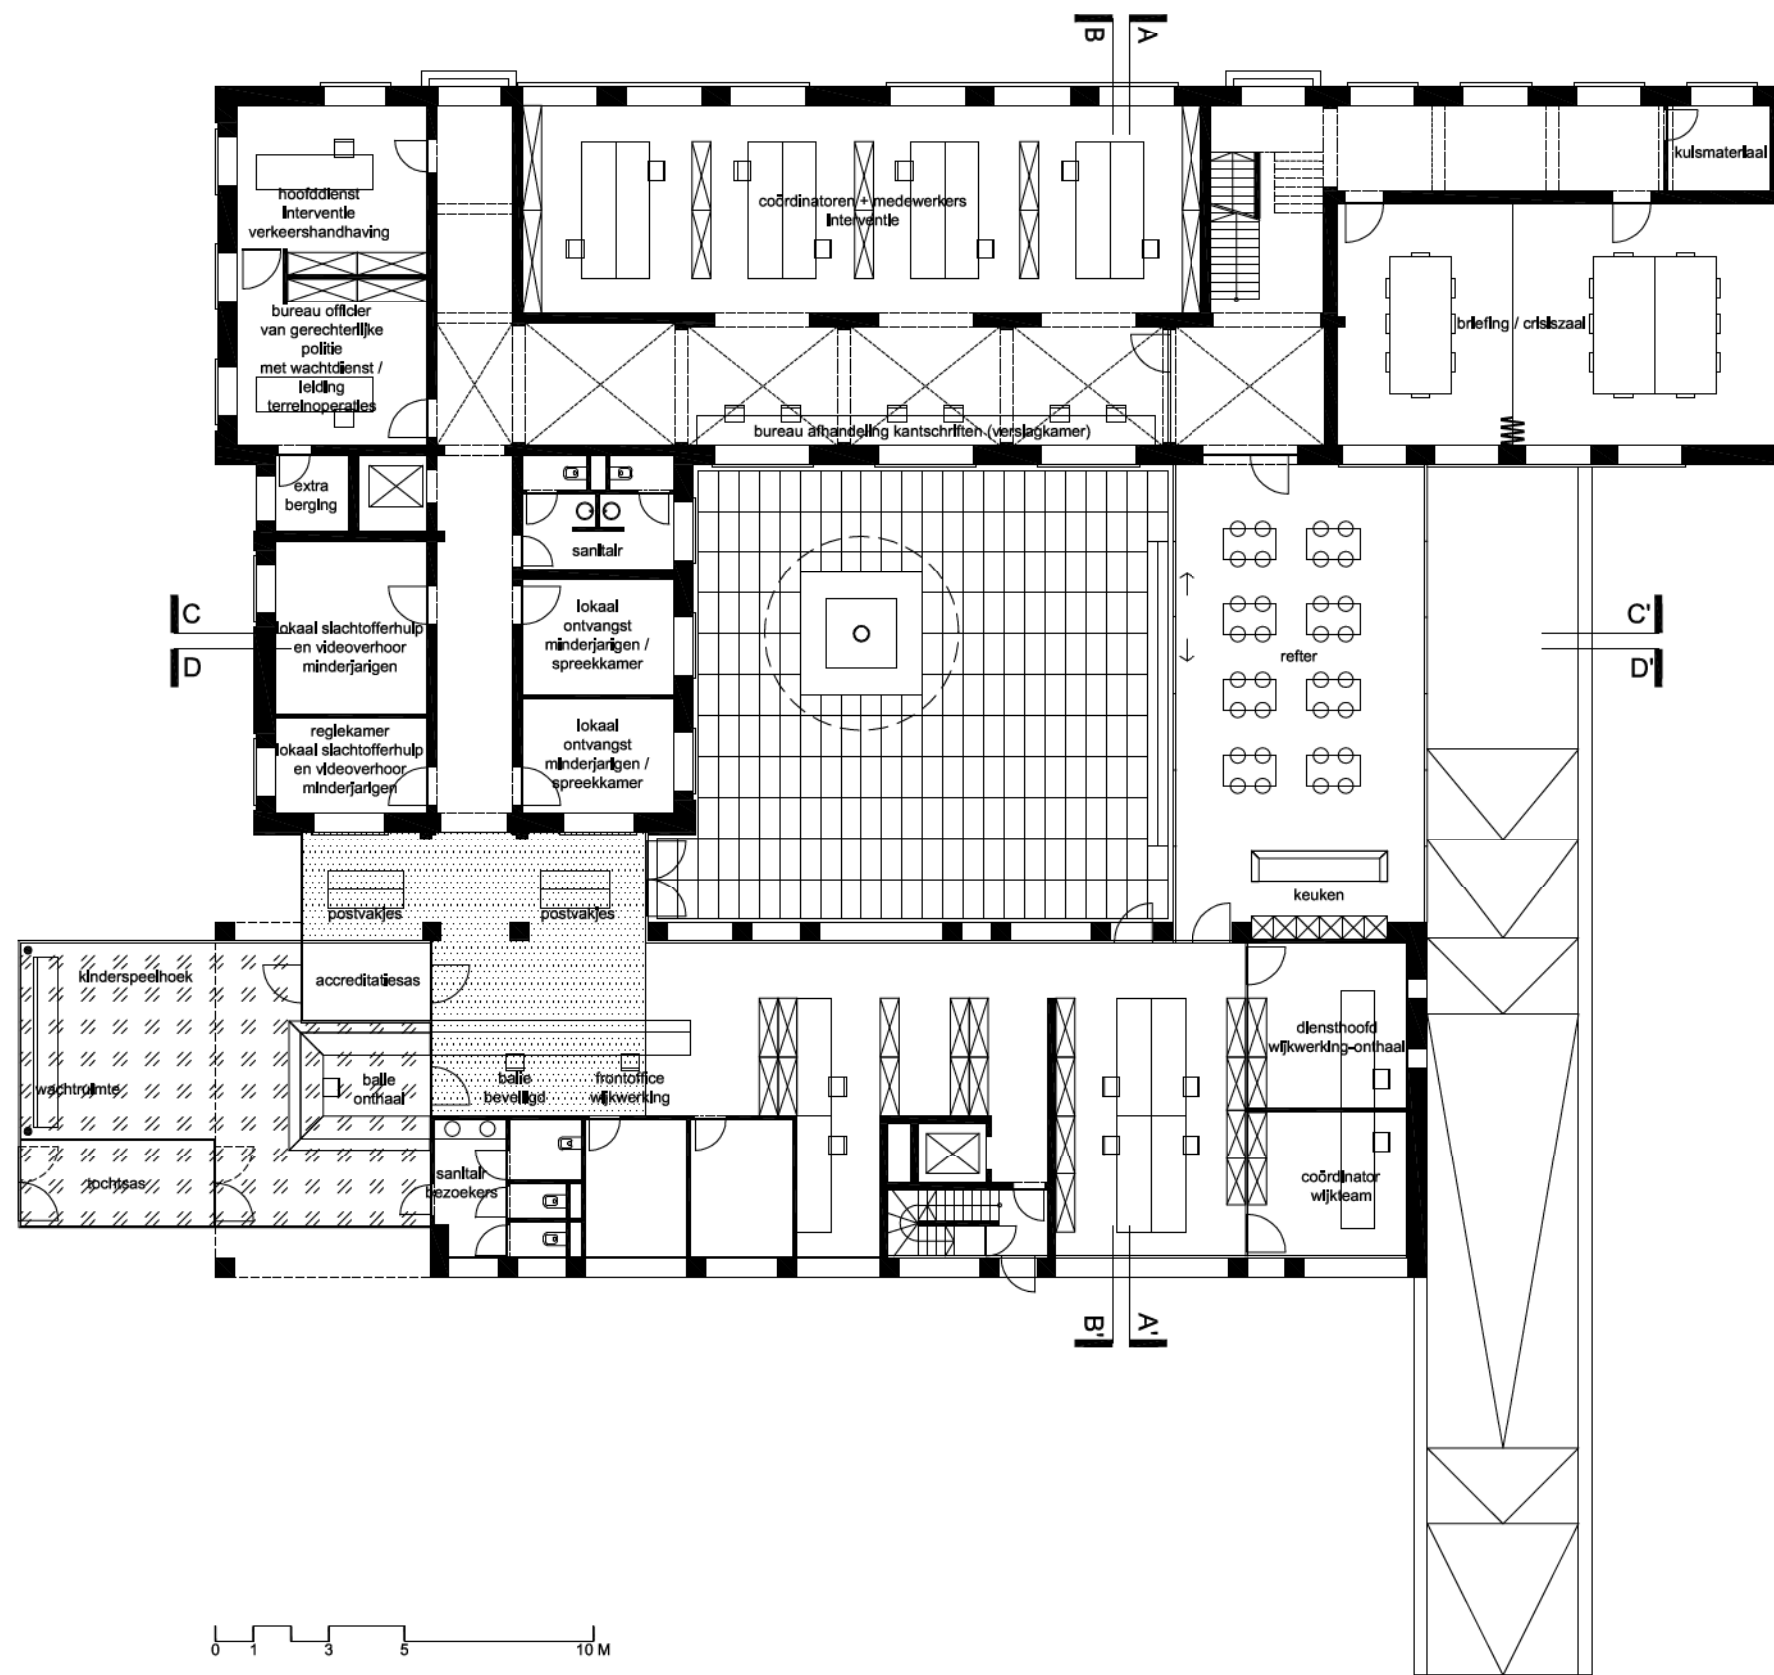 B A
kuismateriaal
hoofddienst
interventie
verkeershandhaving
coördinatoren + medewerkers
interventie
bureau officier
van gerechterlijke
politie
met wachtdienst /
leiding
terreinoperaties
briefing / crisiszaal
bureau afhandeling kantschriften (verslagkamer)
extra
berging
sanitair
C
D
lokaal slachtofferhulp
en videoverhoor
minderjarigen
lokaal
ontvangst
minderjarigen /
spreekkamer
refter
C'
D'
regiekamer
lokaal slachtofferhulp
en videoverhoor
minderjarigen
lokaal
ontvangst
minderjarigen /
spreekkamer
keuken
postvakjes
postvakjes
kinderspeelhoek
accreditatiesas
wachtruimte
balie
onthaal
balie
beveiligd
frontoffice
wijkwerking
diensthoofd
wijkwerking-onthaal
tochtsas
sanitair
bezoekers
coördinator
wijkteam
B' A'
0 1 3 5 10 M